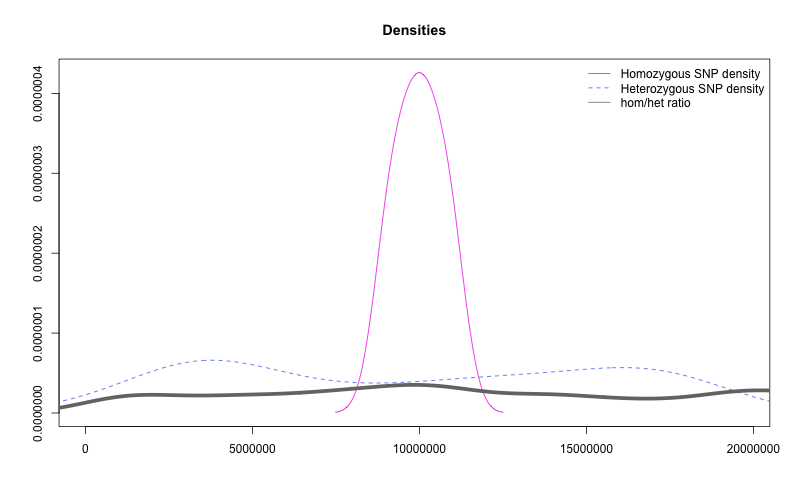 Densities
Homozygous SNP density
Heterozygous SNP density
hom/het ratio
0.0000004
0.0000003
0.0000002
0.0000001
0.0000000
0
5000000
10000000
15000000
20000000